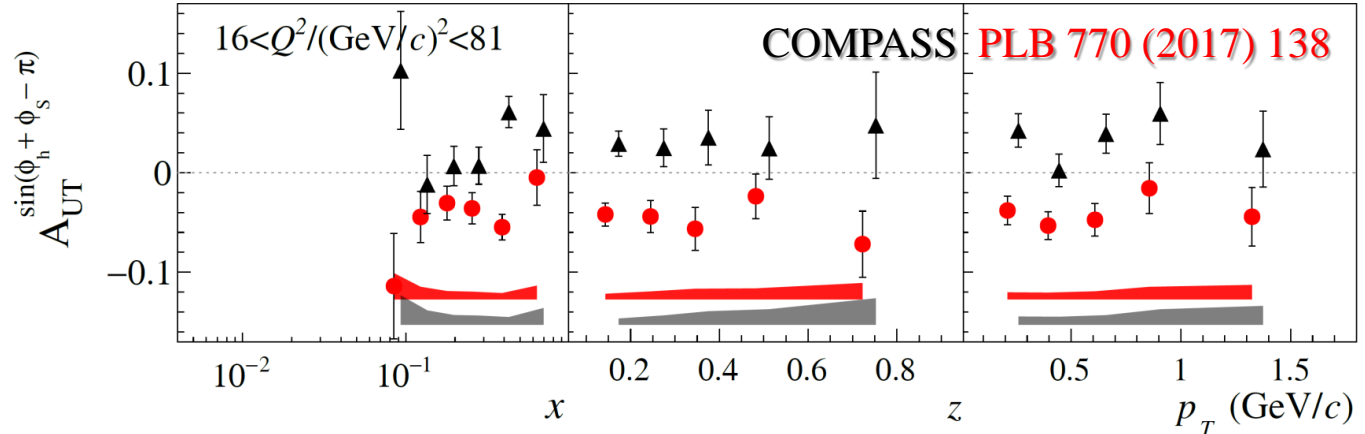 16<Q²/(GeV/c)²<81
COMPASS PLB 770 (2017) 138
A_UT^sin(ϕ_h + ϕ_S − π)
0.1
0
−0.1
10⁻² 10⁻¹ 0.2 0.4 0.6 0.8 0.5 1 1.5
x z p_T (GeV/c)